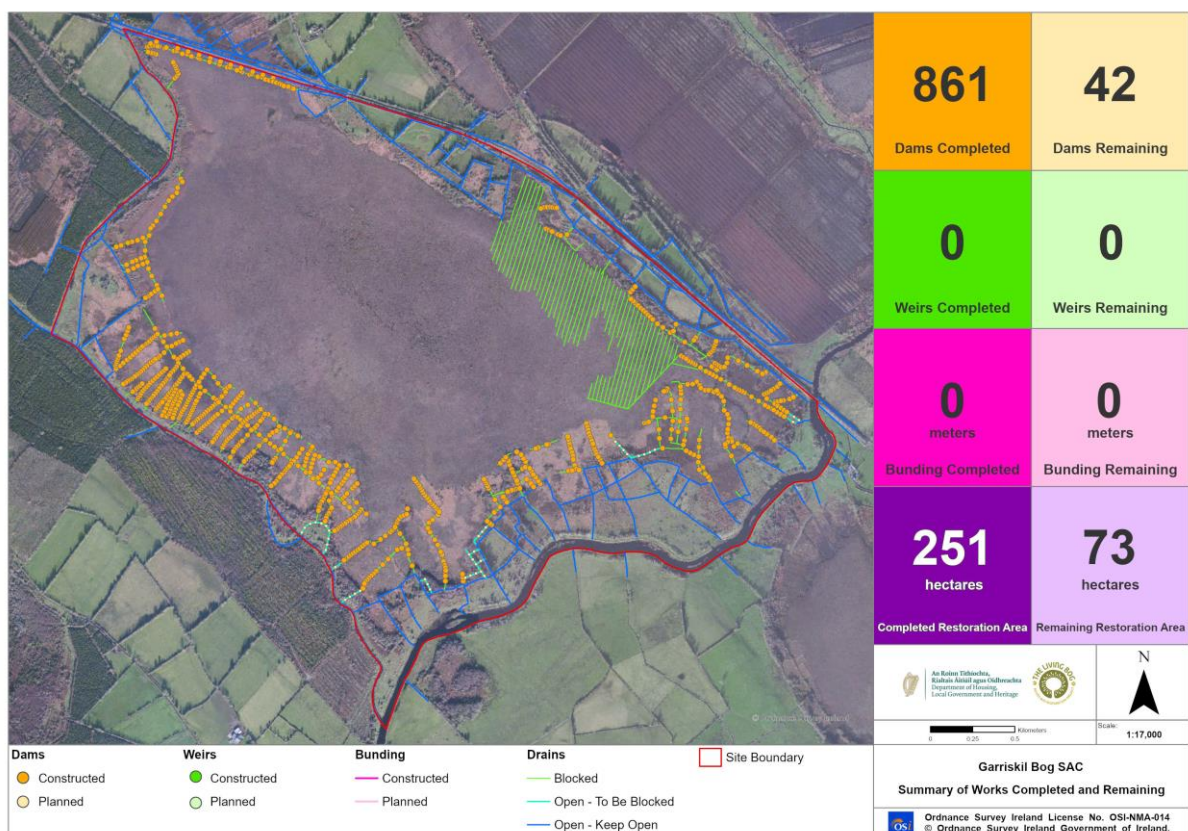 861
42
Dams Completed
Dams Remaining
0
0
Weirs Completed
Weirs Remaining
0
0
meters
meters
Bunding Completed
Bunding Remaining
251
73
hectares
hectares
Completed Restoration Area
Remaining Restoration Area
An Roinn Tithíochta,
Rialtais Áitiúil agus Oidhreachta
Department of Housing,
Local Government and Heritage
THE LIVING BOG
N
Kilometers
0 0.25 0.5
Scale:
1:17,000
Dams
Constructed
Planned
Weirs
Constructed
Planned
Bunding
Constructed
Planned
Drains
Blocked
Open - To Be Blocked
Open - Keep Open
Site Boundary
Garriskil Bog SAC
Summary of Works Completed and Remaining
OSi
Ordnance Survey Ireland License No. OSI-NMA-014
© Ordnance Survey Ireland Government of Ireland.